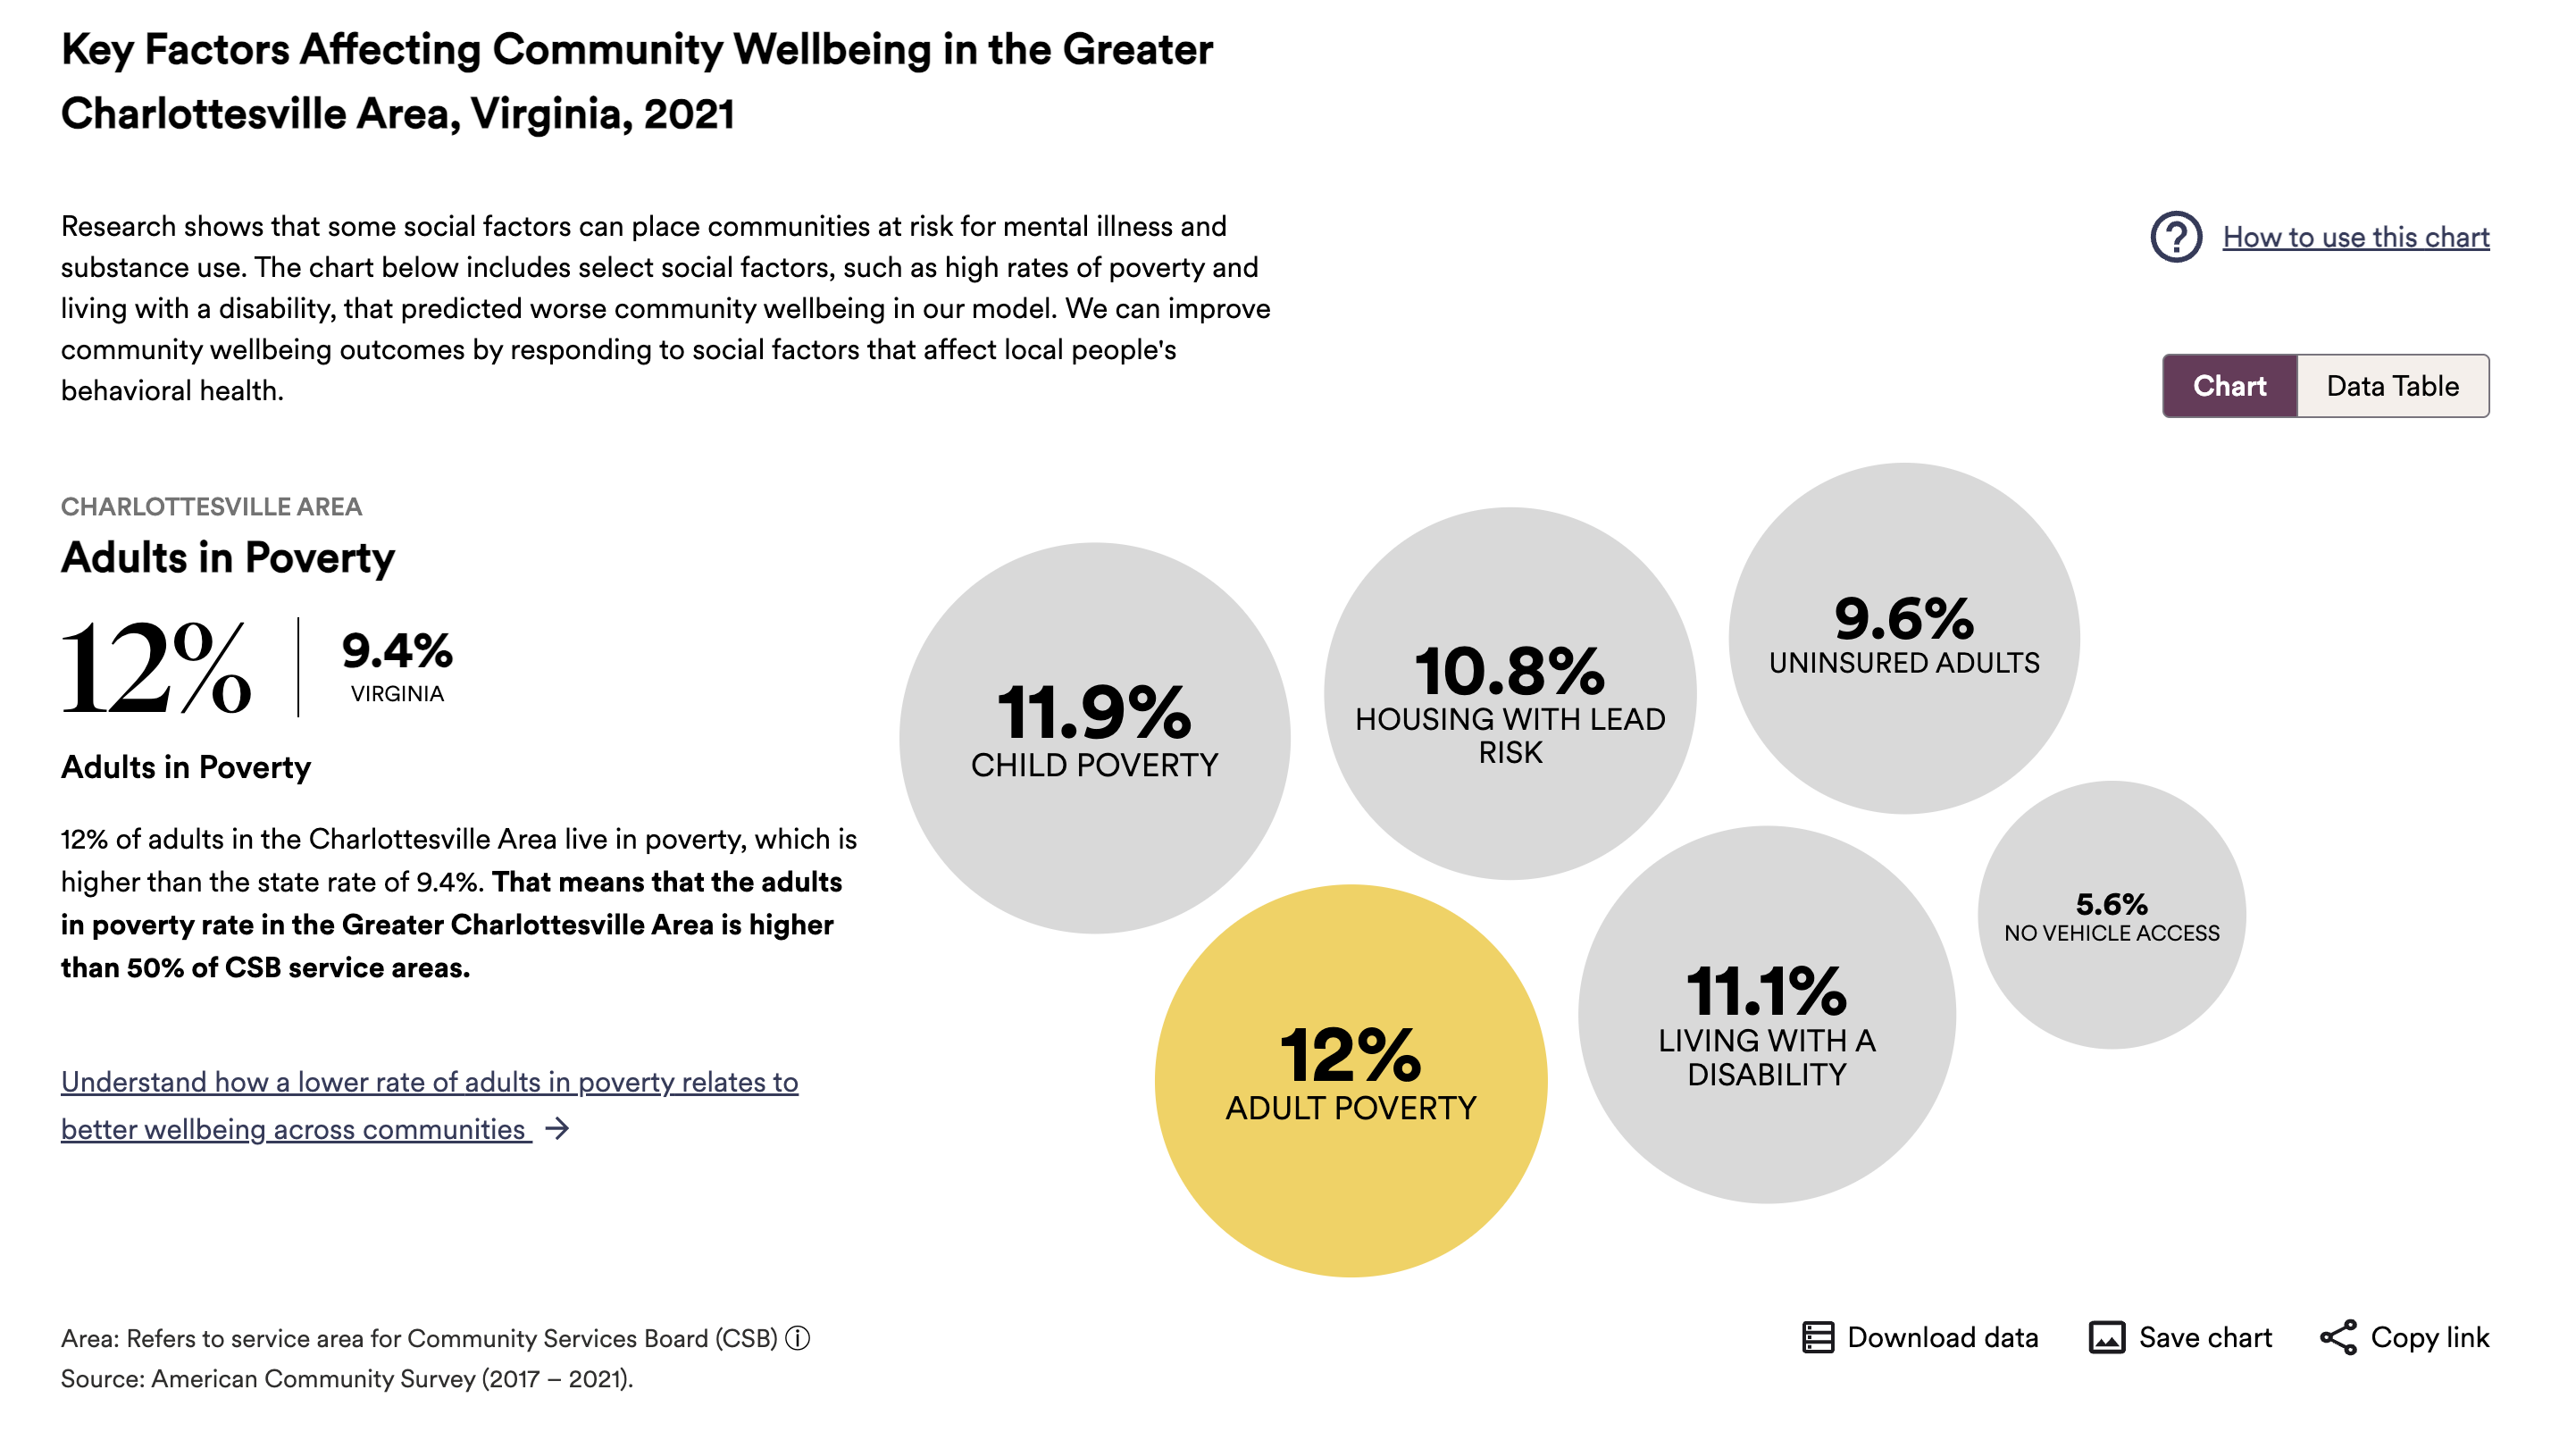 Key Factors Affecting Community Wellbeing in the Greater
Charlottesville Area, Virginia, 2021
Research shows that some social factors can place communities at risk for mental illness and
substance use. The chart below includes select social factors, such as high rates of poverty and
living with a disability, that predicted worse community wellbeing in our model. We can improve
community wellbeing outcomes by responding to social factors that affect local people's
behavioral health.
How to use this chart
Chart
Data Table
CHARLOTTESVILLE AREA
Adults in Poverty
12%
9.4%
VIRGINIA
Adults in Poverty
12% of adults in the Charlottesville Area live in poverty, which is
higher than the state rate of 9.4%. That means that the adults
in poverty rate in the Greater Charlottesville Area is higher
than 50% of CSB service areas.
Understand how a lower rate of adults in poverty relates to
better wellbeing across communities →
11.9%
CHILD POVERTY
10.8%
HOUSING WITH LEAD
RISK
9.6%
UNINSURED ADULTS
12%
ADULT POVERTY
11.1%
LIVING WITH A
DISABILITY
5.6%
NO VEHICLE ACCESS
Area: Refers to service area for Community Services Board (CSB) ⓘ
Source: American Community Survey (2017 – 2021).
Download data
Save chart
Copy link